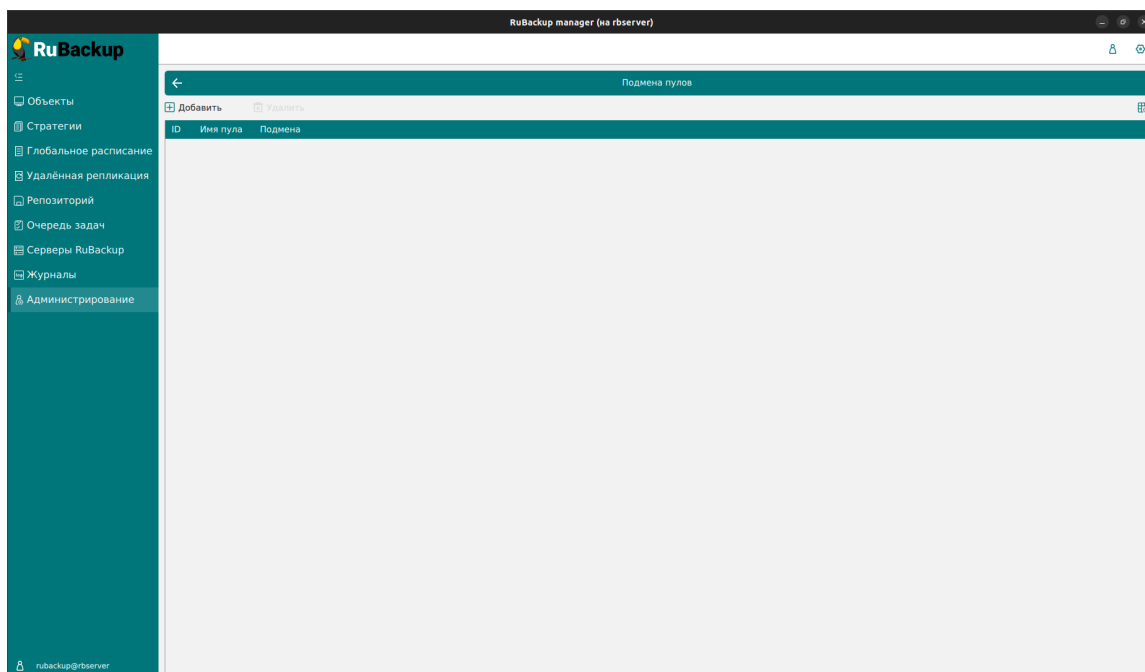 RuBackup manager (на rbserver)
RuBackup
Объекты
Стратегии
Глобальное расписание
Удалённая репликация
Репозиторий
Очередь задач
Серверы RuBackup
Журналы
Администрирование
rubackup@rbserver
Подмена пулов
Добавить Удалить
ID Имя пула Подмена